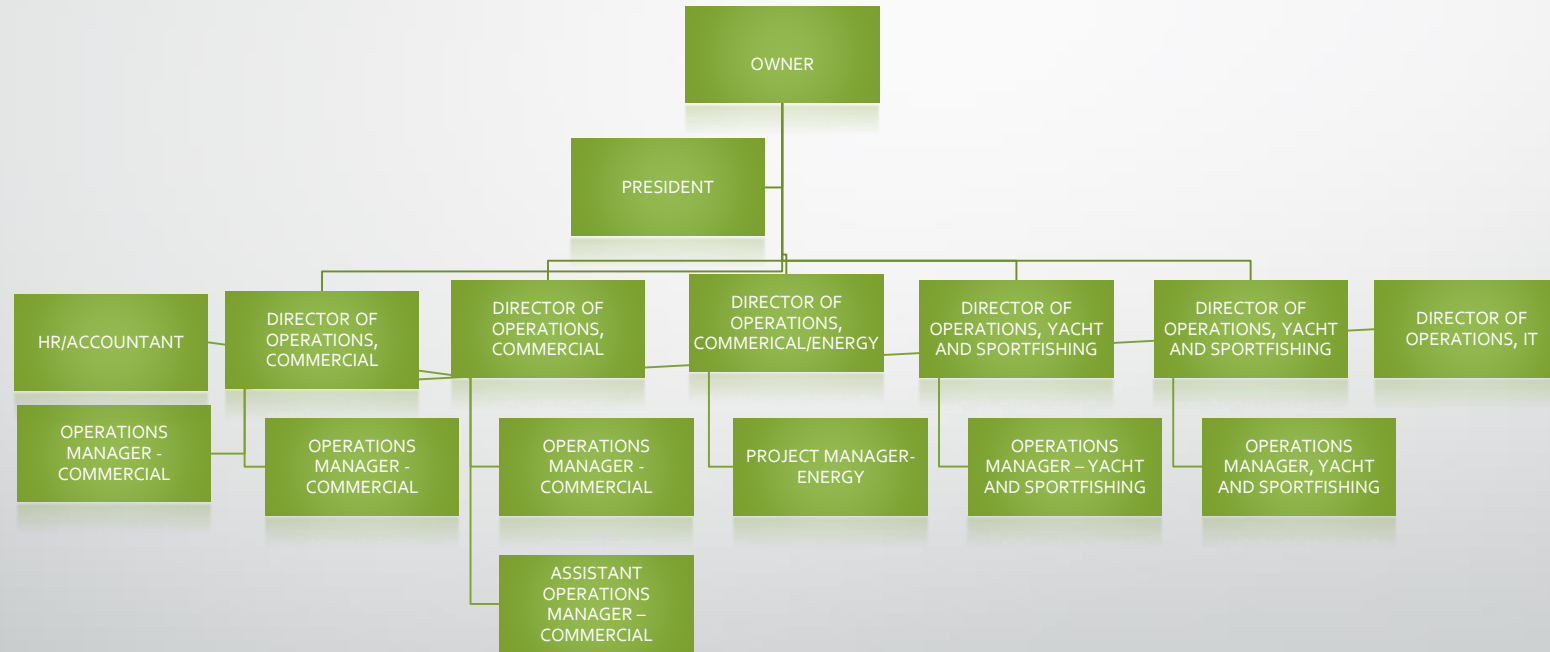 OWNER
PRESIDENT
HR/ACCOUNTANT
DIRECTOR OF
OPERATIONS,
COMMERCIAL
DIRECTOR OF
OPERATIONS,
COMMERCIAL
DIRECTOR OF
OPERATIONS,
COMMERICAL/ENERGY
DIRECTOR OF
OPERATIONS, YACHT
AND SPORTFISHING
DIRECTOR OF
OPERATIONS, YACHT
AND SPORTFISHING
DIRECTOR OF
OPERATIONS, IT
OPERATIONS
MANAGER -
COMMERCIAL
OPERATIONS
MANAGER -
COMMERCIAL
OPERATIONS
MANAGER -
COMMERCIAL
PROJECT MANAGER-
ENERGY
OPERATIONS
MANAGER – YACHT
AND SPORTFISHING
OPERATIONS
MANAGER, YACHT
AND SPORTFISHING
ASSISTANT
OPERATIONS
MANAGER –
COMMERCIAL